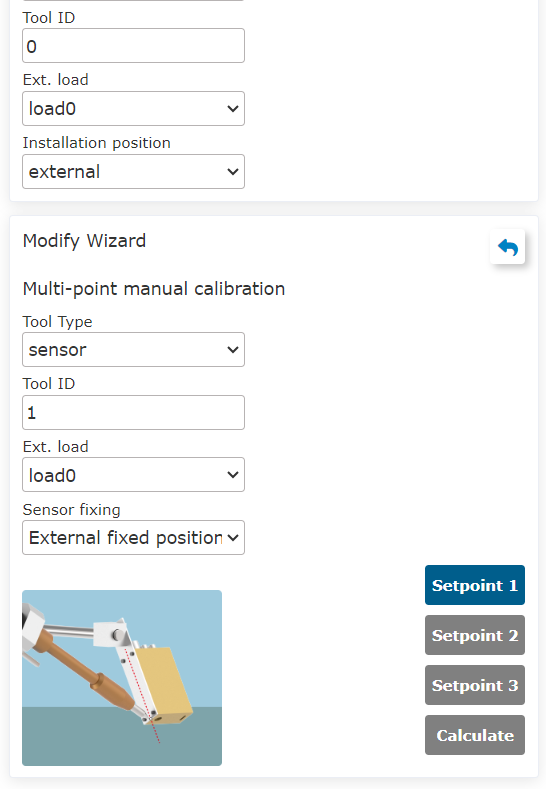 Tool ID
0
Ext. load
load0
Installation position
external
Modify Wizard
Multi-point manual calibration
Tool Type
sensor
Tool ID
1
Ext. load
load0
Sensor fixing
External fixed position
Setpoint 1
Setpoint 2
Setpoint 3
Calculate